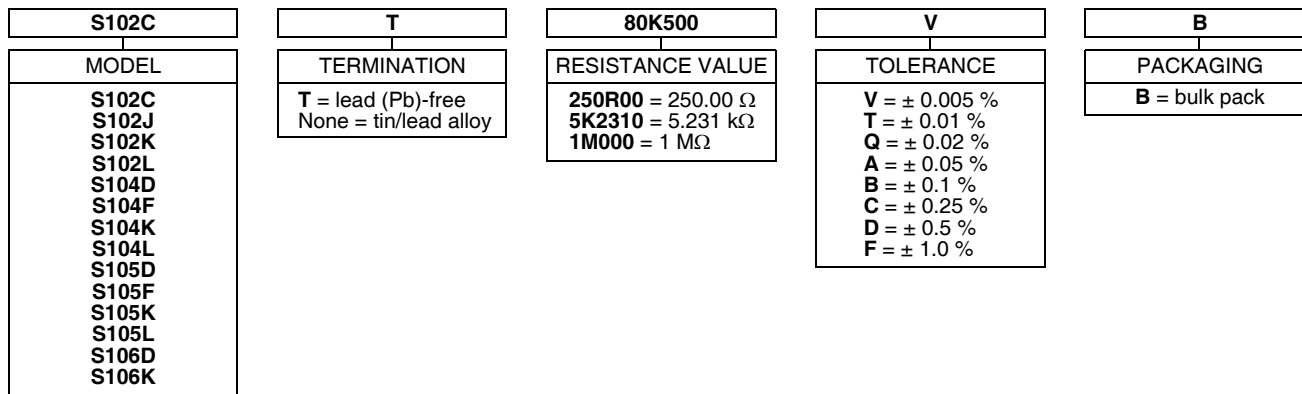 S102C
T
80K500
V
B
MODEL
S102C
S102J
S102K
S102L
S104D
S104F
S104K
S104L
S105D
S105F
S105K
S105L
S106D
S106K
TERMINATION
T = lead (Pb)-free
None = tin/lead alloy
RESISTANCE VALUE
250R00 = 250.00 Ω
5K2310 = 5.231 kΩ
1M000 = 1 MΩ
TOLERANCE
V = ± 0.005 %
T = ± 0.01 %
Q = ± 0.02 %
A = ± 0.05 %
B = ± 0.1 %
C = ± 0.25 %
D = ± 0.5 %
F = ± 1.0 %
PACKAGING
B = bulk pack